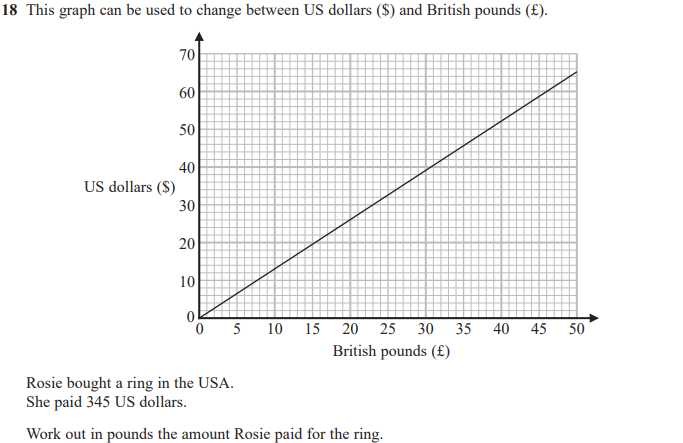 18 This graph can be used to change between US dollars ($) and British pounds (£).
70
60
50
40
US dollars ($)
30
20
10
0
0 5 10 15 20 25 30 35 40 45 50
British pounds (£)
Rosie bought a ring in the USA.
She paid 345 US dollars.
Work out in pounds the amount Rosie paid for the ring.